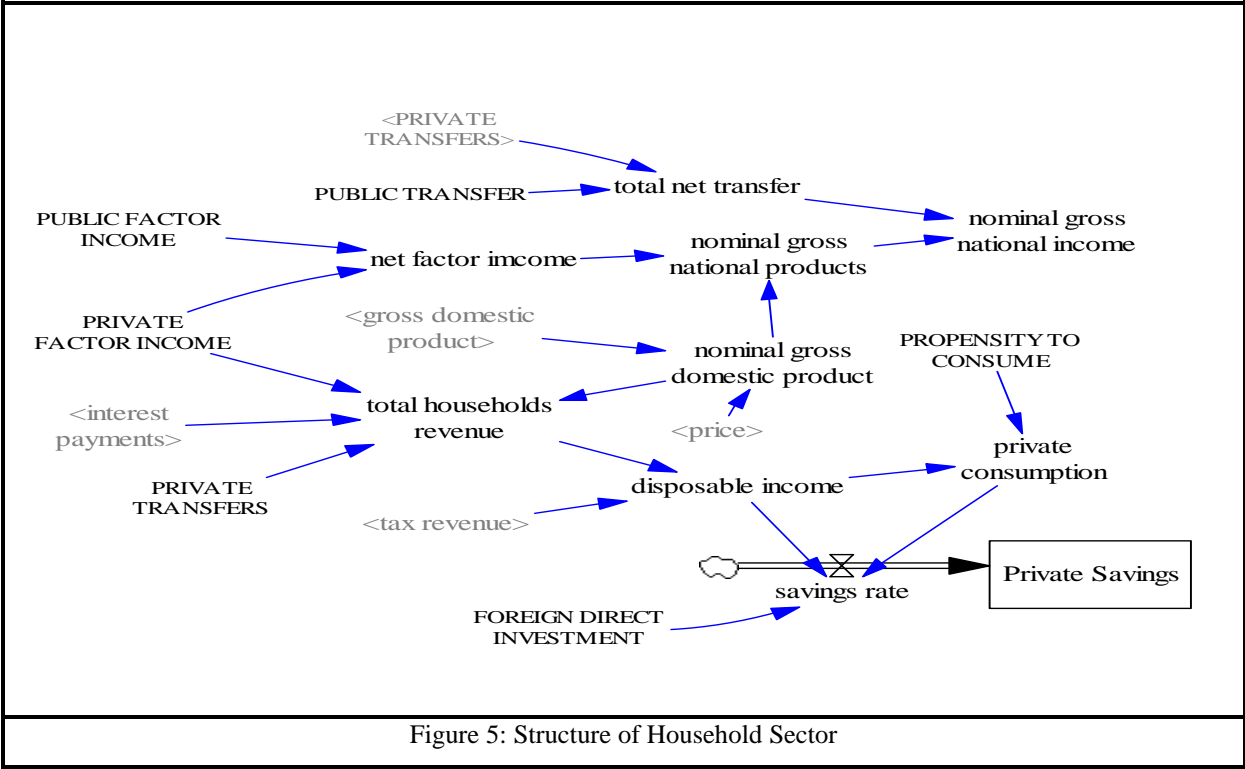 <PRIVATE
TRANSFERS>
PUBLIC TRANSFER
total net transfer
PUBLIC FACTOR
INCOME
nominal gross
national income
net factor imcome
nominal gross
national products
PRIVATE
FACTOR INCOME
<gross domestic
product>
nominal gross
domestic product
PROPENSITY TO
CONSUME
<interest
payments>
total households
revenue
<price>
private
consumption
PRIVATE
TRANSFERS
disposable income
<tax revenue>
Private Savings
savings rate
FOREIGN DIRECT
INVESTMENT
Figure 5: Structure of Household Sector